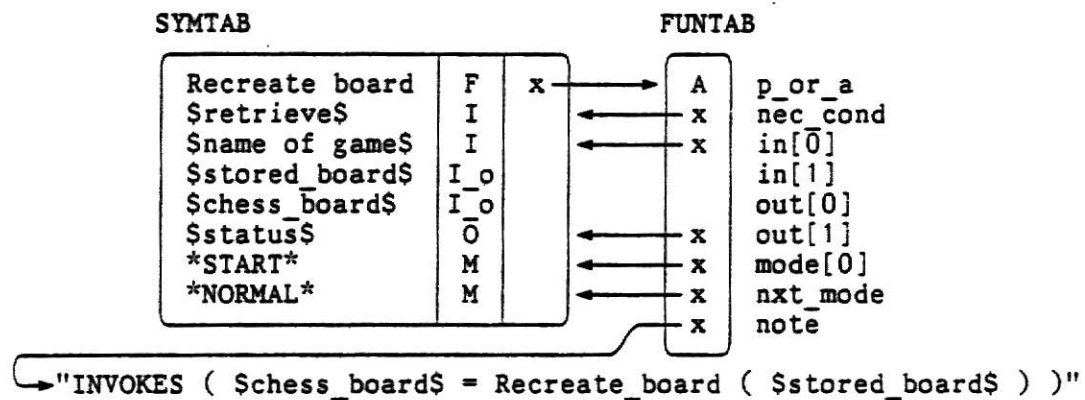 SYMTAB FUNTAB
Recreate board F x A p_or_a
$retrieve$ I x nec_cond
$name of game$ I x in[0]
$stored_board$ I_o in[1]
$chess_board$ I_o out[0]
$status$ O x out[1]
*START* M x mode[0]
*NORMAL* M x nxt_mode
x note
"INVOKES ( $chess_board$ = Recreate_board ( $stored_board$ ) )"